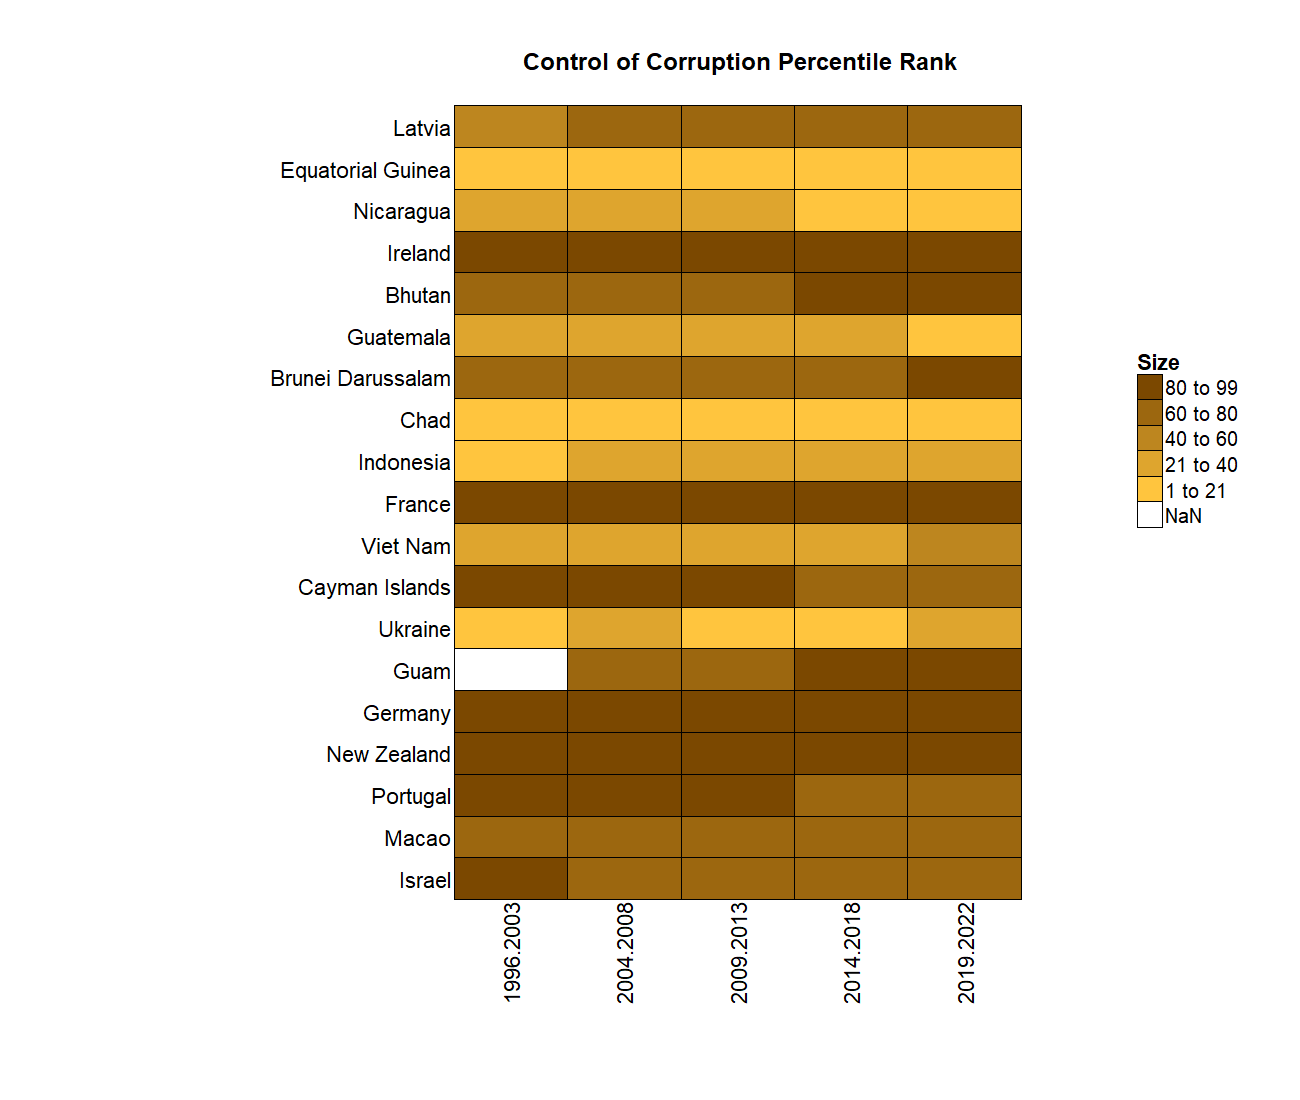 Control of Corruption Percentile Rank
Latvia
Equatorial Guinea
Nicaragua
Ireland
Bhutan
Guatemala
Brunei Darussalam
Chad
Indonesia
France
Viet Nam
Cayman Islands
Ukraine
Guam
Germany
New Zealand
Portugal
Macao
Israel
1996.2003
2004.2008
2009.2013
2014.2018
2019.2022
Size
80 to 99
60 to 80
40 to 60
21 to 40
1 to 21
NaN